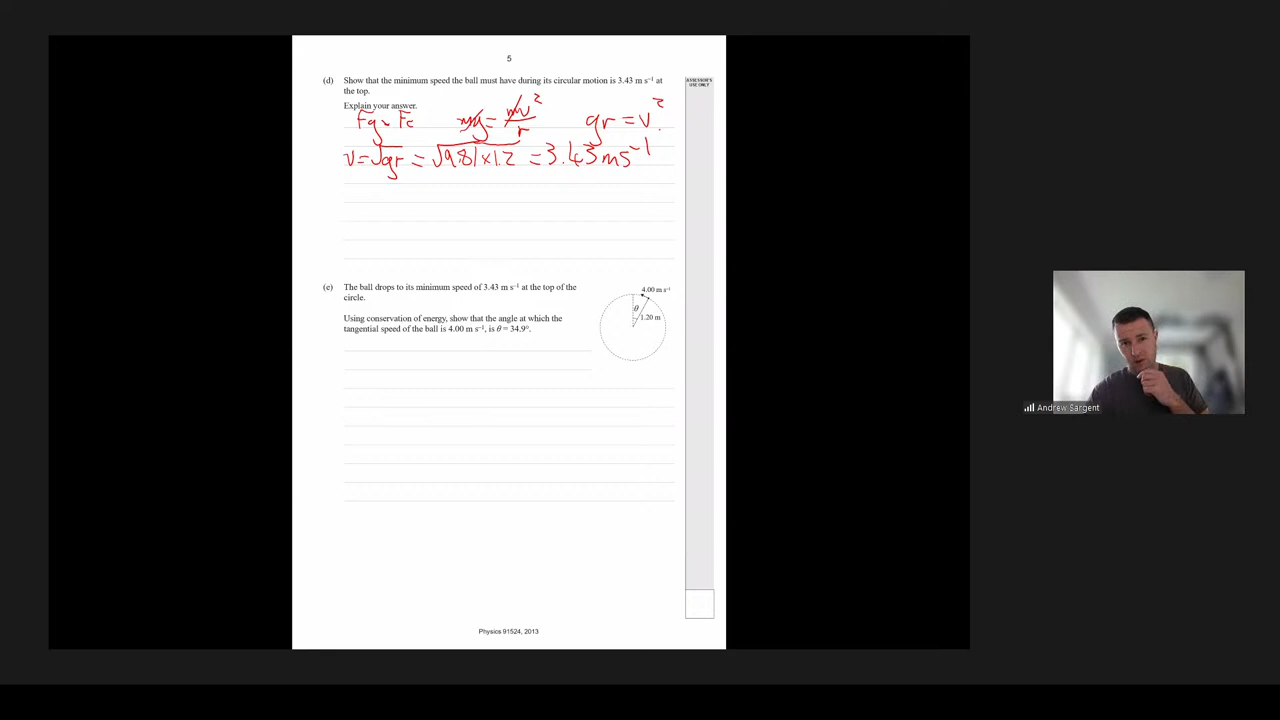 5
ASSESSOR'S
USE ONLY
(d) Show that the minimum speed the ball must have during its circular motion is 3.43 m s⁻¹ at
the top.
Explain your answer.
Fg = Fc mg = mv²/r gr = v².
v = √gr = √9.81×1.2 = 3.43ms⁻¹
(e) The ball drops to its minimum speed of 3.43 m s⁻¹ at the top of the
circle.
Using conservation of energy, show that the angle at which the
tangential speed of the ball is 4.00 m s⁻¹, is θ = 34.9°.
4.00 m s⁻¹
θ
1.20 m
Physics 91524, 2013
Andrew Sargent